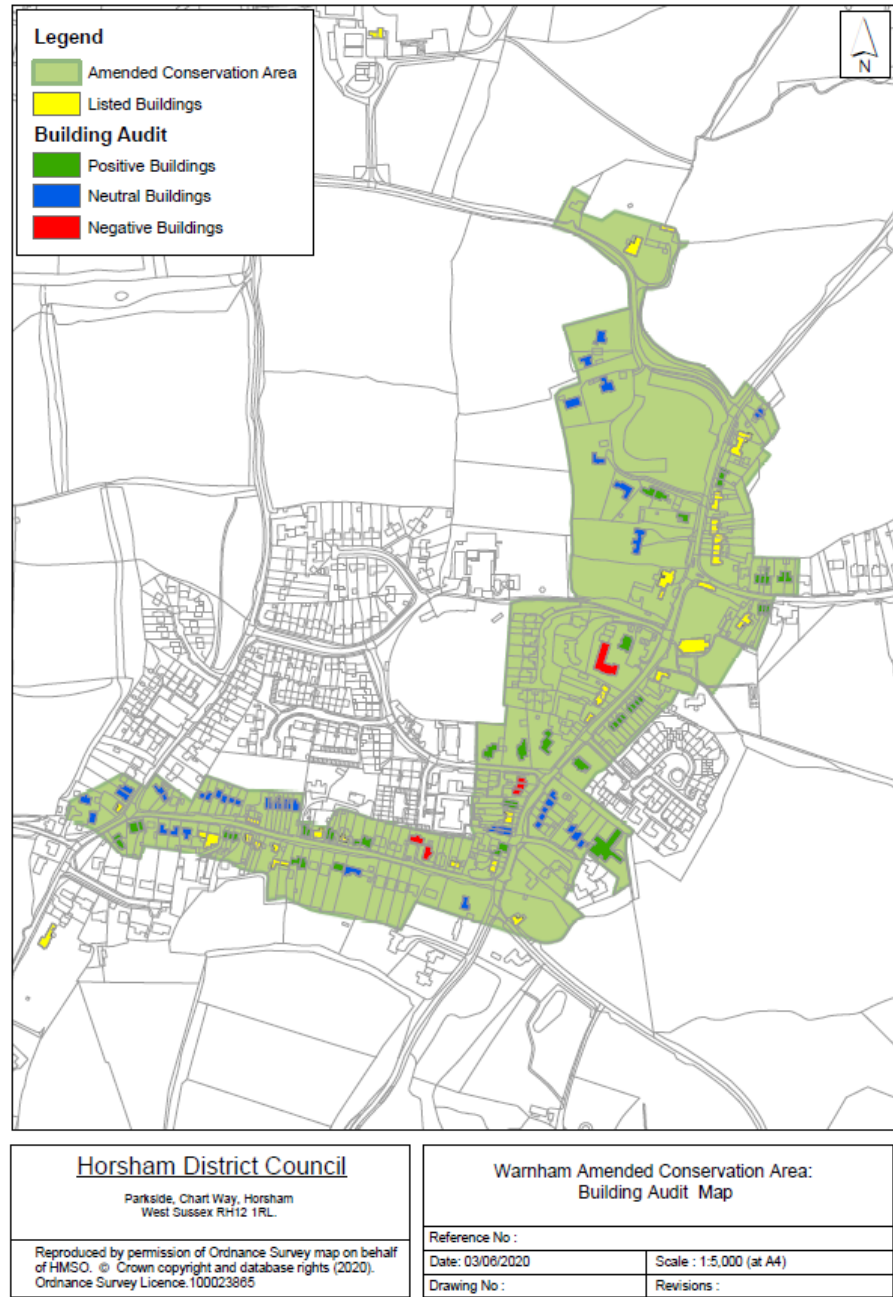 Legend
Amended Conservation Area
Listed Buildings
Building Audit
Positive Buildings
Neutral Buildings
Negative Buildings
N
Horsham District Council
Parkside, Chart Way, Horsham
West Sussex RH12 1RL.
Reproduced by permission of Ordnance Survey map on behalf
of HMSO. © Crown copyright and database rights (2020).
Ordnance Survey Licence.100023865
Warnham Amended Conservation Area:
Building Audit Map
Reference No :
Date: 03/06/2020
Scale : 1:5,000 (at A4)
Drawing No :
Revisions :